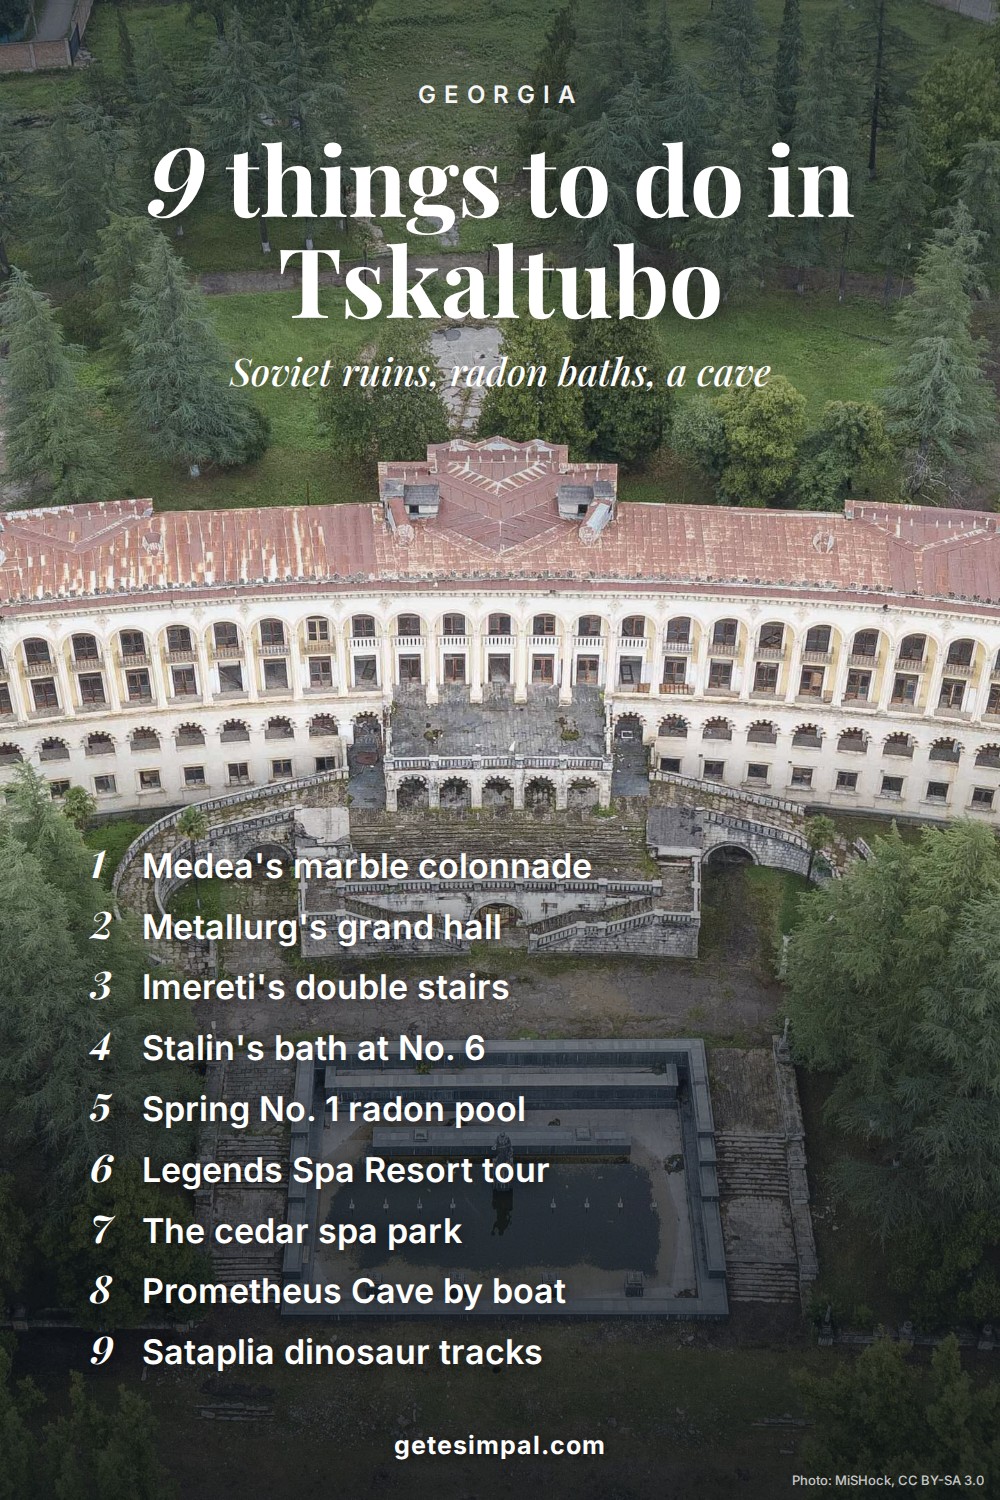 GEORGIA
9 things to do in
Tskaltubo
Soviet ruins, radon baths, a cave
1 Medea's marble colonnade
2 Metallurg's grand hall
3 Imereti's double stairs
4 Stalin's bath at No. 6
5 Spring No. 1 radon pool
6 Legends Spa Resort tour
7 The cedar spa park
8 Prometheus Cave by boat
9 Sataplia dinosaur tracks
getesimpal.com
Photo: MiSHock, CC BY-SA 3.0